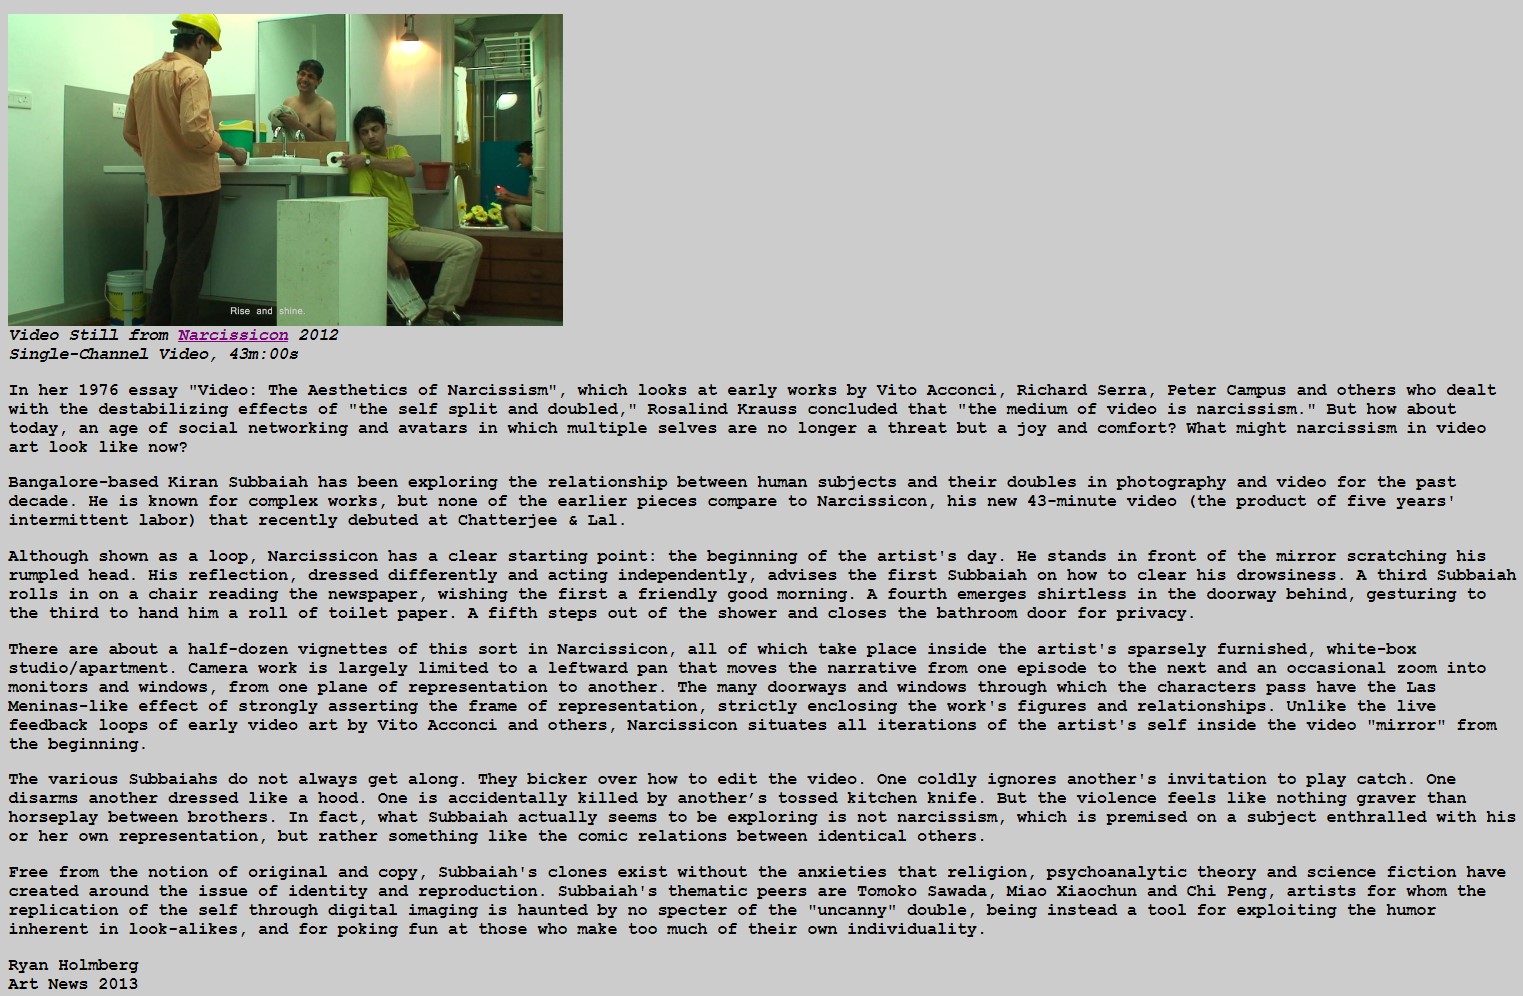 Rise and shine.
Video Still from Narcissicon 2012
Single-Channel Video, 43m:00s
In her 1976 essay "Video: The Aesthetics of Narcissism", which looks at early works by Vito Acconci, Richard Serra, Peter Campus and others who dealt
with the destabilizing effects of "the self split and doubled," Rosalind Krauss concluded that "the medium of video is narcissism." But how about
today, an age of social networking and avatars in which multiple selves are no longer a threat but a joy and comfort? What might narcissism in video
art look like now?
Bangalore-based Kiran Subbaiah has been exploring the relationship between human subjects and their doubles in photography and video for the past
decade. He is known for complex works, but none of the earlier pieces compare to Narcissicon, his new 43-minute video (the product of five years'
intermittent labor) that recently debuted at Chatterjee & Lal.
Although shown as a loop, Narcissicon has a clear starting point: the beginning of the artist's day. He stands in front of the mirror scratching his
rumpled head. His reflection, dressed differently and acting independently, advises the first Subbaiah on how to clear his drowsiness. A third Subbaiah
rolls in on a chair reading the newspaper, wishing the first a friendly good morning. A fourth emerges shirtless in the doorway behind, gesturing to
the third to hand him a roll of toilet paper. A fifth steps out of the shower and closes the bathroom door for privacy.
There are about a half-dozen vignettes of this sort in Narcissicon, all of which take place inside the artist's sparsely furnished, white-box
studio/apartment. Camera work is largely limited to a leftward pan that moves the narrative from one episode to the next and an occasional zoom into
monitors and windows, from one plane of representation to another. The many doorways and windows through which the characters pass have the Las
Meninas-like effect of strongly asserting the frame of representation, strictly enclosing the work's figures and relationships. Unlike the live
feedback loops of early video art by Vito Acconci and others, Narcissicon situates all iterations of the artist's self inside the video "mirror" from
the beginning.
The various Subbaiahs do not always get along. They bicker over how to edit the video. One coldly ignores another's invitation to play catch. One
disarms another dressed like a hood. One is accidentally killed by another’s tossed kitchen knife. But the violence feels like nothing graver than
horseplay between brothers. In fact, what Subbaiah actually seems to be exploring is not narcissism, which is premised on a subject enthralled with his
or her own representation, but rather something like the comic relations between identical others.
Free from the notion of original and copy, Subbaiah's clones exist without the anxieties that religion, psychoanalytic theory and science fiction have
created around the issue of identity and reproduction. Subbaiah's thematic peers are Tomoko Sawada, Miao Xiaochun and Chi Peng, artists for whom the
replication of the self through digital imaging is haunted by no specter of the "uncanny" double, being instead a tool for exploiting the humor
inherent in look-alikes, and for poking fun at those who make too much of their own individuality.
Ryan Holmberg
Art News 2013